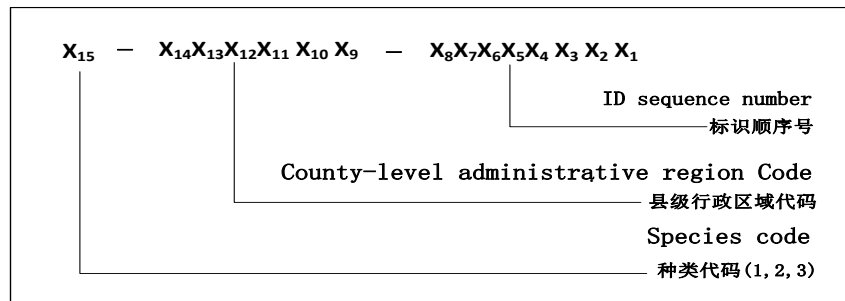 X₁₅ － X₁₄X₁₃X₁₂X₁₁ X₁₀ X₉ － X₈X₇X₆X₅X₄ X₃ X₂ X₁
ID sequence number
标识顺序号
County-level administrative region Code
县级行政区域代码
Species code
种类代码(1,2,3)